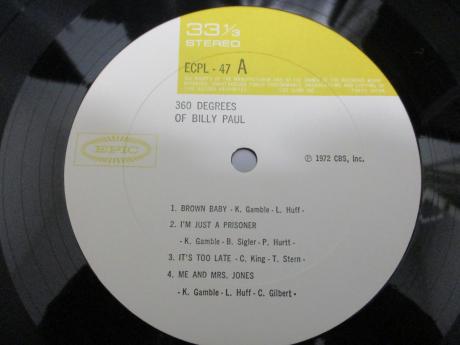 33⅓
STEREO
ECPL - 47 A
360 DEGREES
OF BILLY PAUL
EPIC
℗ 1972 CBS, Inc.
1. BROWN BABY - K. Gamble - L. Huff -
2. I'M JUST A PRISONER
- K. Gamble - B. Sigler - P. Hurtt -
3. IT'S TOO LATE - C. King - T. Stern -
4. ME AND MRS. JONES
- K. Gamble - L. Huff - C. Gilbert -